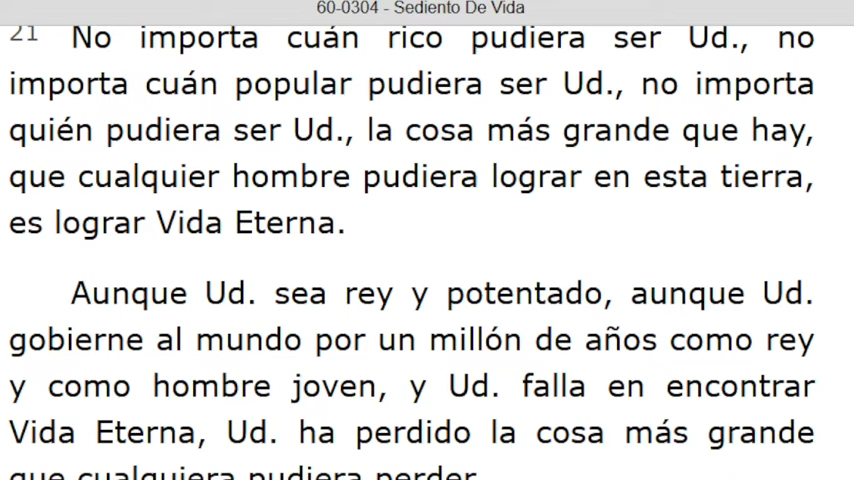 60-0304 - Sediento De Vida
21 No importa cuán rico pudiera ser Ud., no
importa cuán popular pudiera ser Ud., no importa
quién pudiera ser Ud., la cosa más grande que hay,
que cualquier hombre pudiera lograr en esta tierra,
es lograr Vida Eterna.
Aunque Ud. sea rey y potentado, aunque Ud.
gobierne al mundo por un millón de años como rey
y como hombre joven, y Ud. falla en encontrar
Vida Eterna, Ud. ha perdido la cosa más grande
que cualquiera pudiera perder.